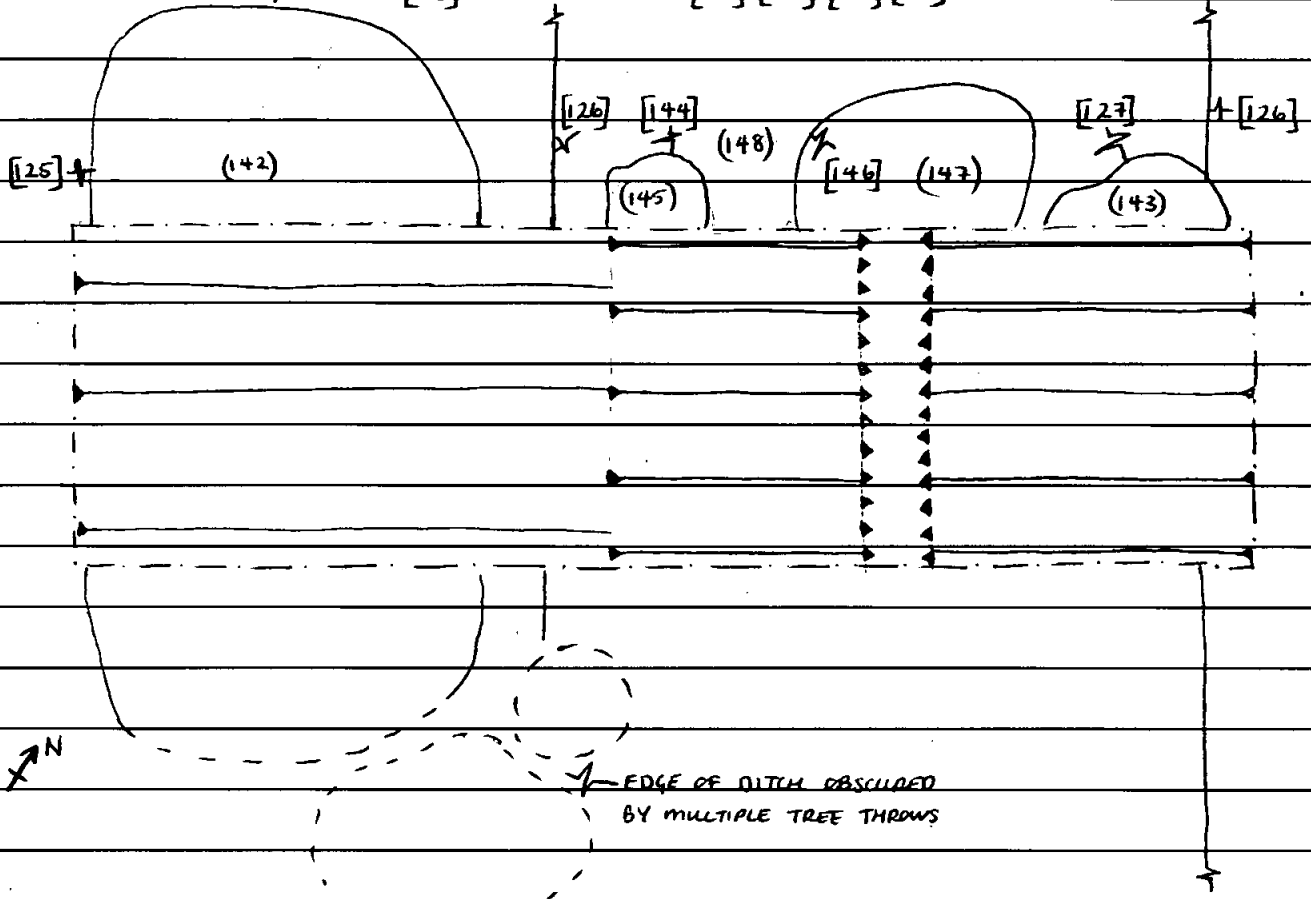 [126] [144] [127] [126]
(148)
[125] (142) [146] (147)
(145) (143)
N
EDGE OF DITCH OBSCURED
BY MULTIPLE TREE THROWS